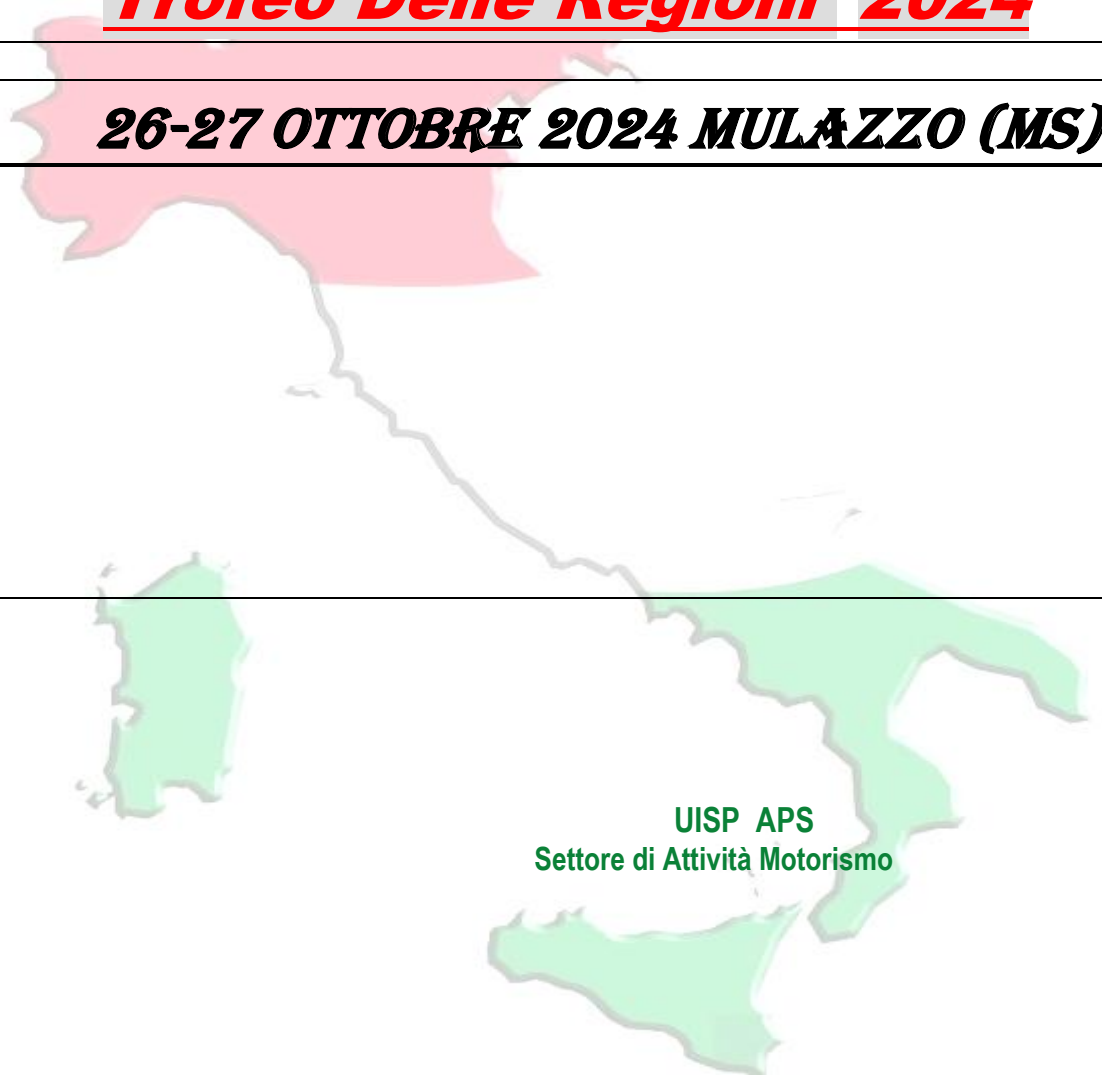 Trofeo Delle Regioni 2024
26-27 OTTOBRE 2024 MULAZZO (MS)
UISP APS
Settore di Attività Motorismo